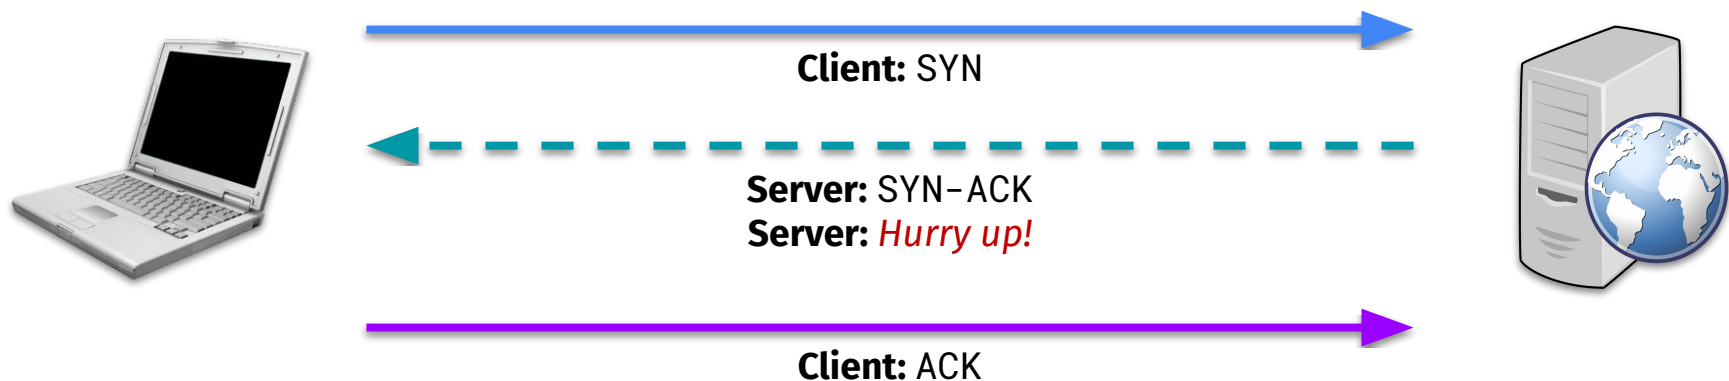 Client: SYN
Server: SYN-ACK
Server: Hurry up!
Client: ACK